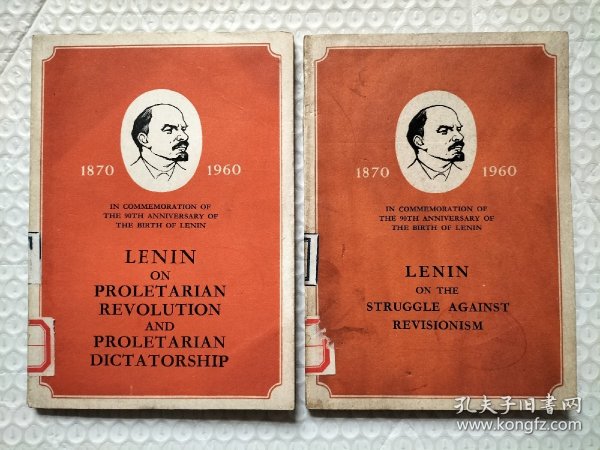 1870 1960
IN COMMEMORATION OF
THE 90TH ANNIVERSARY OF
THE BIRTH OF LENIN
LENIN
ON
PROLETARIAN
REVOLUTION
AND
PROLETARIAN
DICTATORSHIP
1870 1960
IN COMMEMORATION OF
THE 90TH ANNIVERSARY OF
THE BIRTH OF LENIN
LENIN
ON THE
STRUGGLE AGAINST
REVISIONISM
孔夫子旧书网
www.kongfz.com